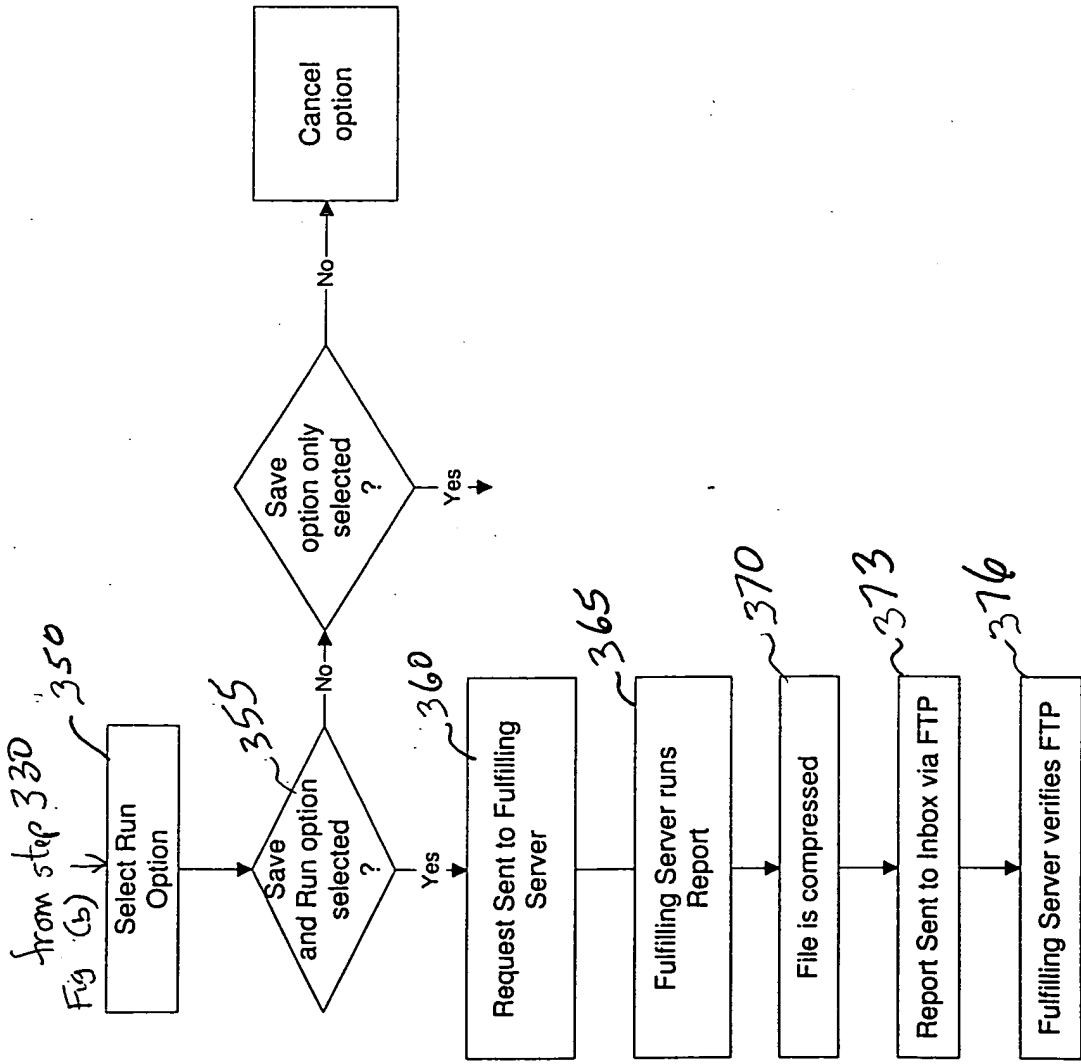 from step 330
Fig (b)
Select Run
Option
350
Save
and Run option
selected
?
355
No
Save
option only
selected
?
No
Cancel
option
Yes
Yes
Request Sent to Fulfilling
Server
360
Fulfilling Server runs
Report
365
File is compressed
370
Report Sent to Inbox via FTP
373
Fulfilling Server verifies FTP
376